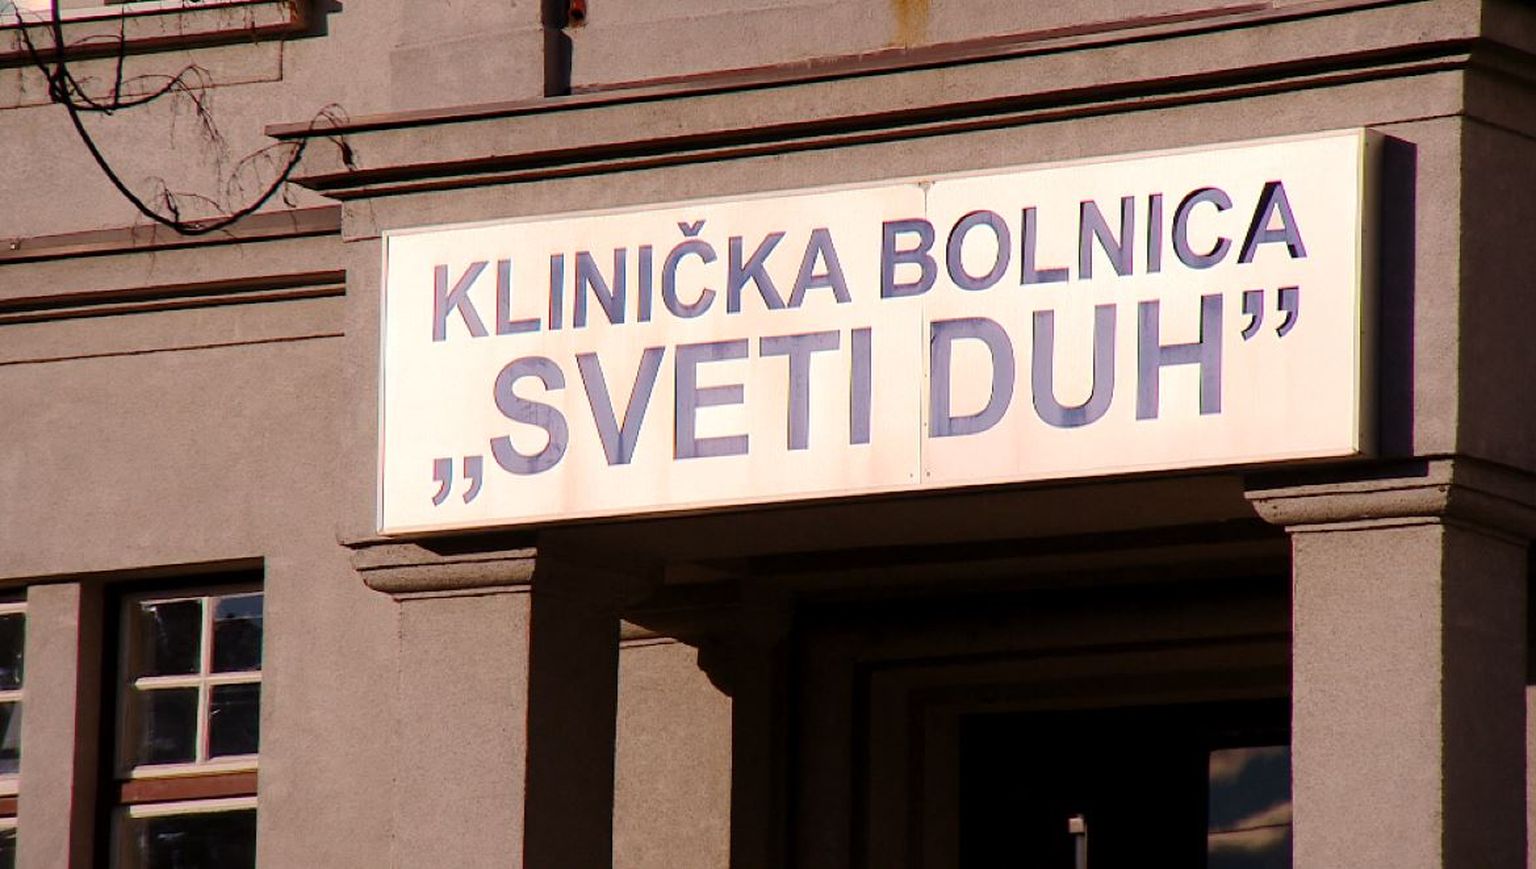 KLINIČKA BOLNICA
„SVETI DUH”